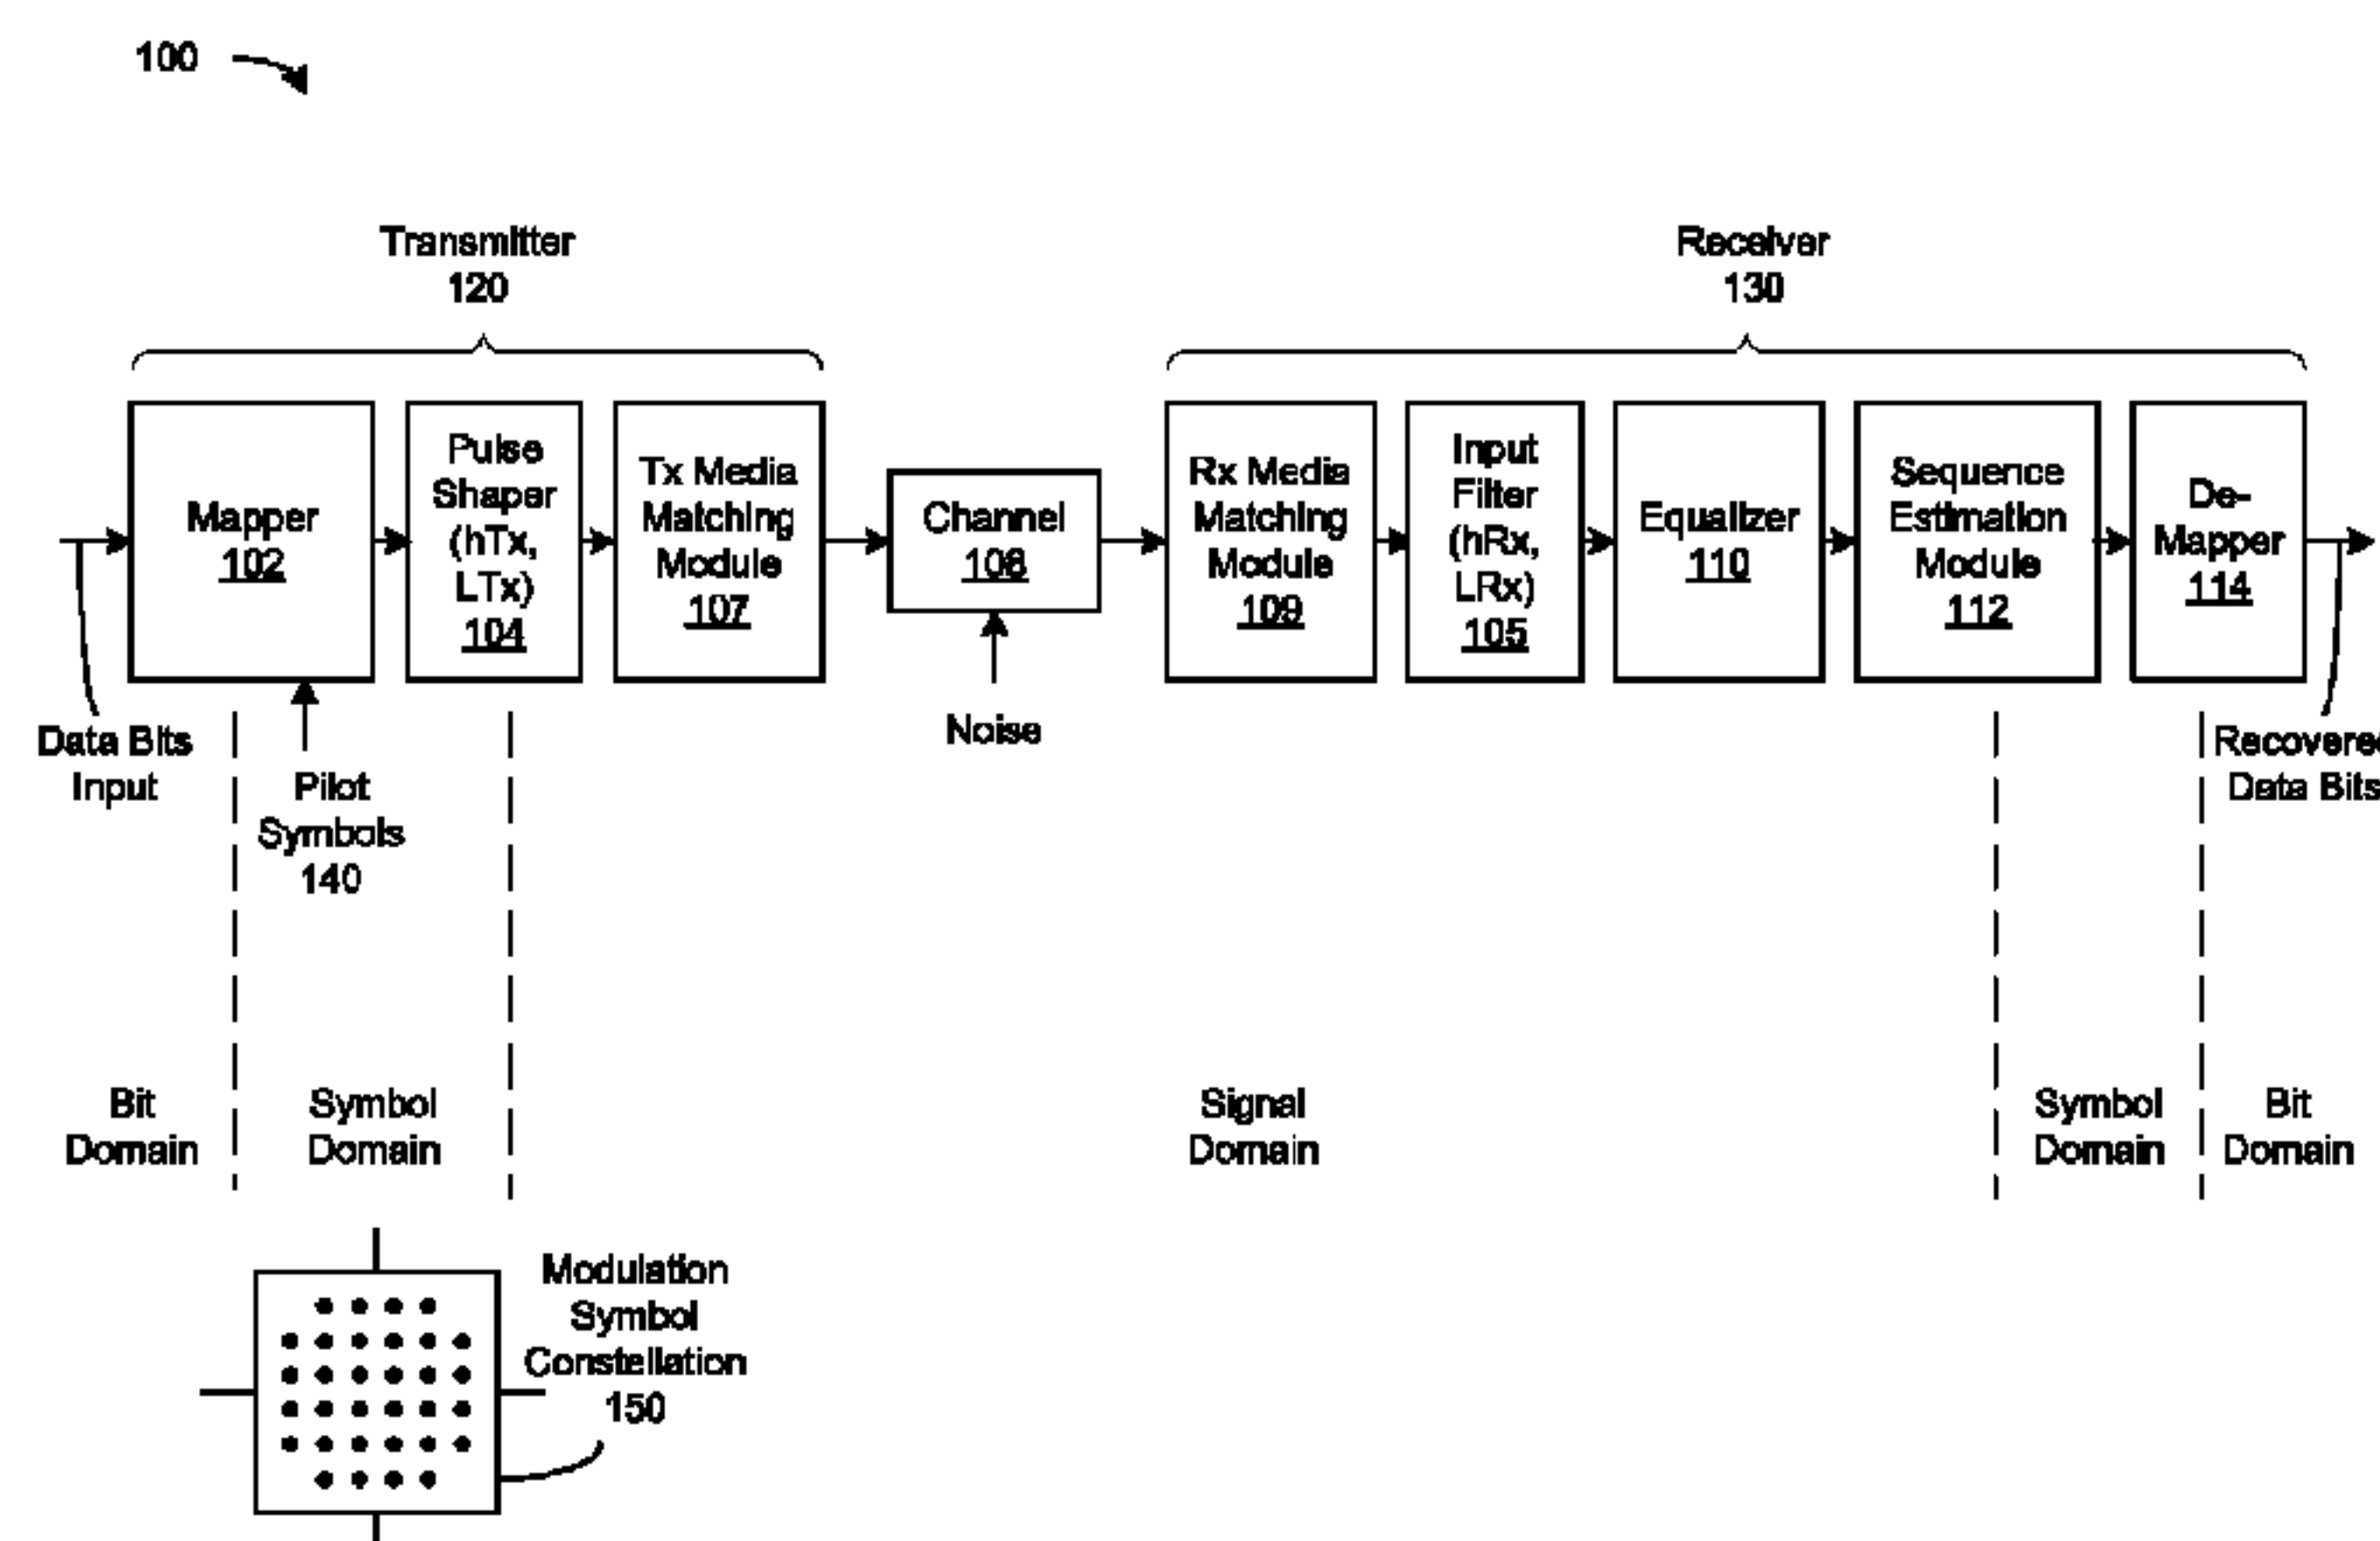 100
Transmitter
120
Receiver
130
Mapper
102
Pulse
Shaper
(hTx,
LTx)
104
Tx Media
Matching
Module
107
Channel
106
Rx Media
Matching
Module
109
Input
Filter
(hRx,
LRx)
105
Equalizer
110
Sequence
Estimation
Module
112
De-
Mapper
114
Data Bits
Input
Pilot
Symbols
140
Noise
Recovered
Data Bits
Bit
Domain
Symbol
Domain
Signal
Domain
Symbol
Domain
Bit
Domain
Modulation
Symbol
Constellation
150